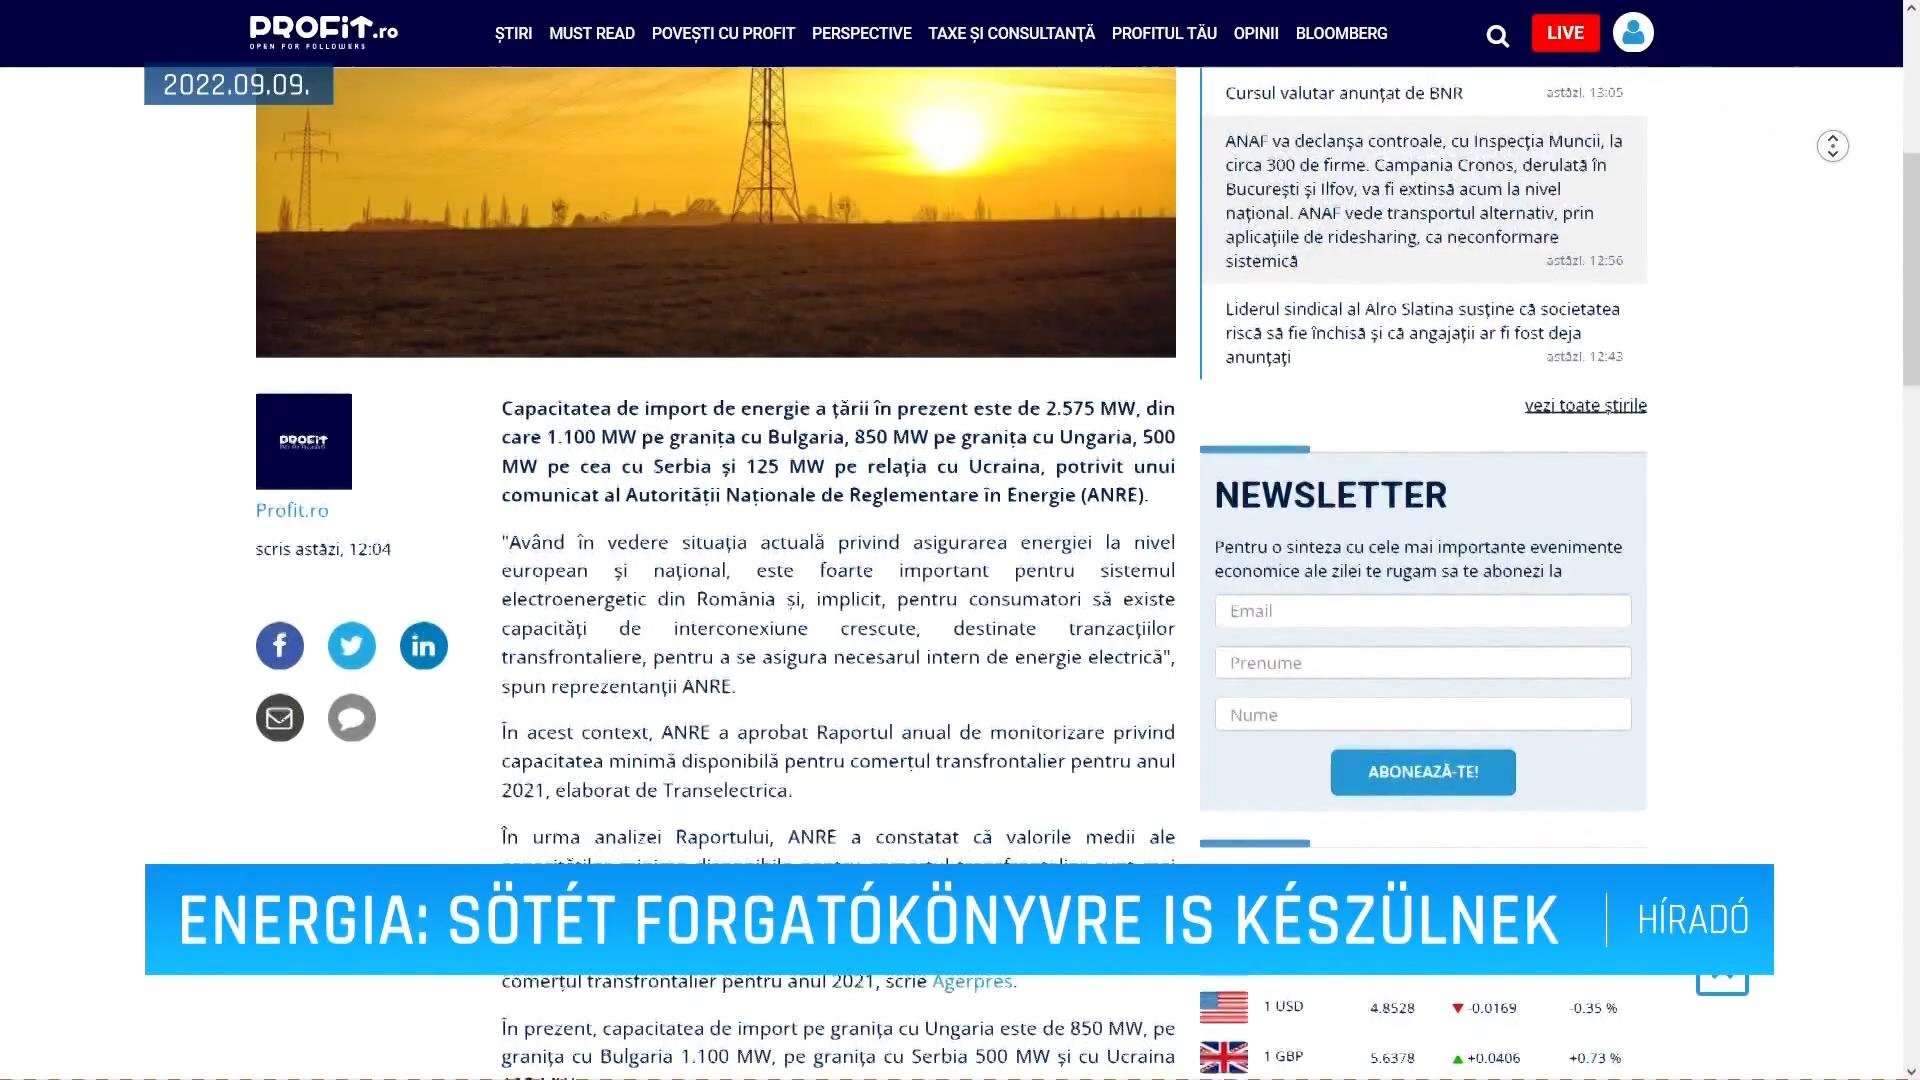 PROFIT.ro
OPEN FOR FOLLOWERS
ȘTIRI MUST READ POVEȘTI CU PROFIT PERSPECTIVE TAXE ȘI CONSULTANȚĂ PROFITUL TĂU OPINII BLOOMBERG
LIVE
2022.09.09.
Cursul valutar anunțat de BNR
astăzi, 13:05
ANAF va declanșa controale, cu Inspecția Muncii, la
circa 300 de firme. Campania Cronos, derulată în
București și Ilfov, va fi extinsă acum la nivel
național. ANAF vede transportul alternativ, prin
aplicațiile de ridesharing, ca neconformare
sistemică
astăzi, 12:56
Liderul sindical al Alro Slatina susține că societatea
riscă să fie închisă și că angajații ar fi fost deja
anunțați
astăzi, 12:43
vezi toate știrile
PROFIT
Profit.ro
scris astăzi, 12:04
Capacitatea de import de energie a țării în prezent este de 2.575 MW, din
care 1.100 MW pe granița cu Bulgaria, 850 MW pe granița cu Ungaria, 500
MW pe cea cu Serbia și 125 MW pe relația cu Ucraina, potrivit unui
comunicat al Autorității Naționale de Reglementare în Energie (ANRE).
"Având în vedere situația actuală privind asigurarea energiei la nivel
european și național, este foarte important pentru sistemul
electroenergetic din România și, implicit, pentru consumatori să existe
capacități de interconexiune crescute, destinate tranzacțiilor
transfrontaliere, pentru a se asigura necesarul intern de energie electrică",
spun reprezentanții ANRE.
În acest context, ANRE a aprobat Raportul anual de monitorizare privind
capacitatea minimă disponibilă pentru comerțul transfrontalier pentru anul
2021, elaborat de Transelectrica.
În urma analizei Raportului, ANRE a constatat că valorile medii ale
comerțul transfrontalier pentru anul 2021, scrie Agerpres.
În prezent, capacitatea de import pe granița cu Ungaria este de 850 MW, pe
granița cu Bulgaria 1.100 MW, pe granița cu Serbia 500 MW și cu Ucraina
NEWSLETTER
Pentru o sinteza cu cele mai importante evenimente
economice ale zilei te rugam sa te abonezi la
Email
Prenume
Nume
ABONEAZĂ-TE!
ENERGIA: SÖTÉT FORGATÓKÖNYVRE IS KÉSZÜLNEK
HÍRADÓ
1 USD 4.8528 -0.0169 -0.35 %
1 GBP 5.6378 +0.0406 +0.73 %